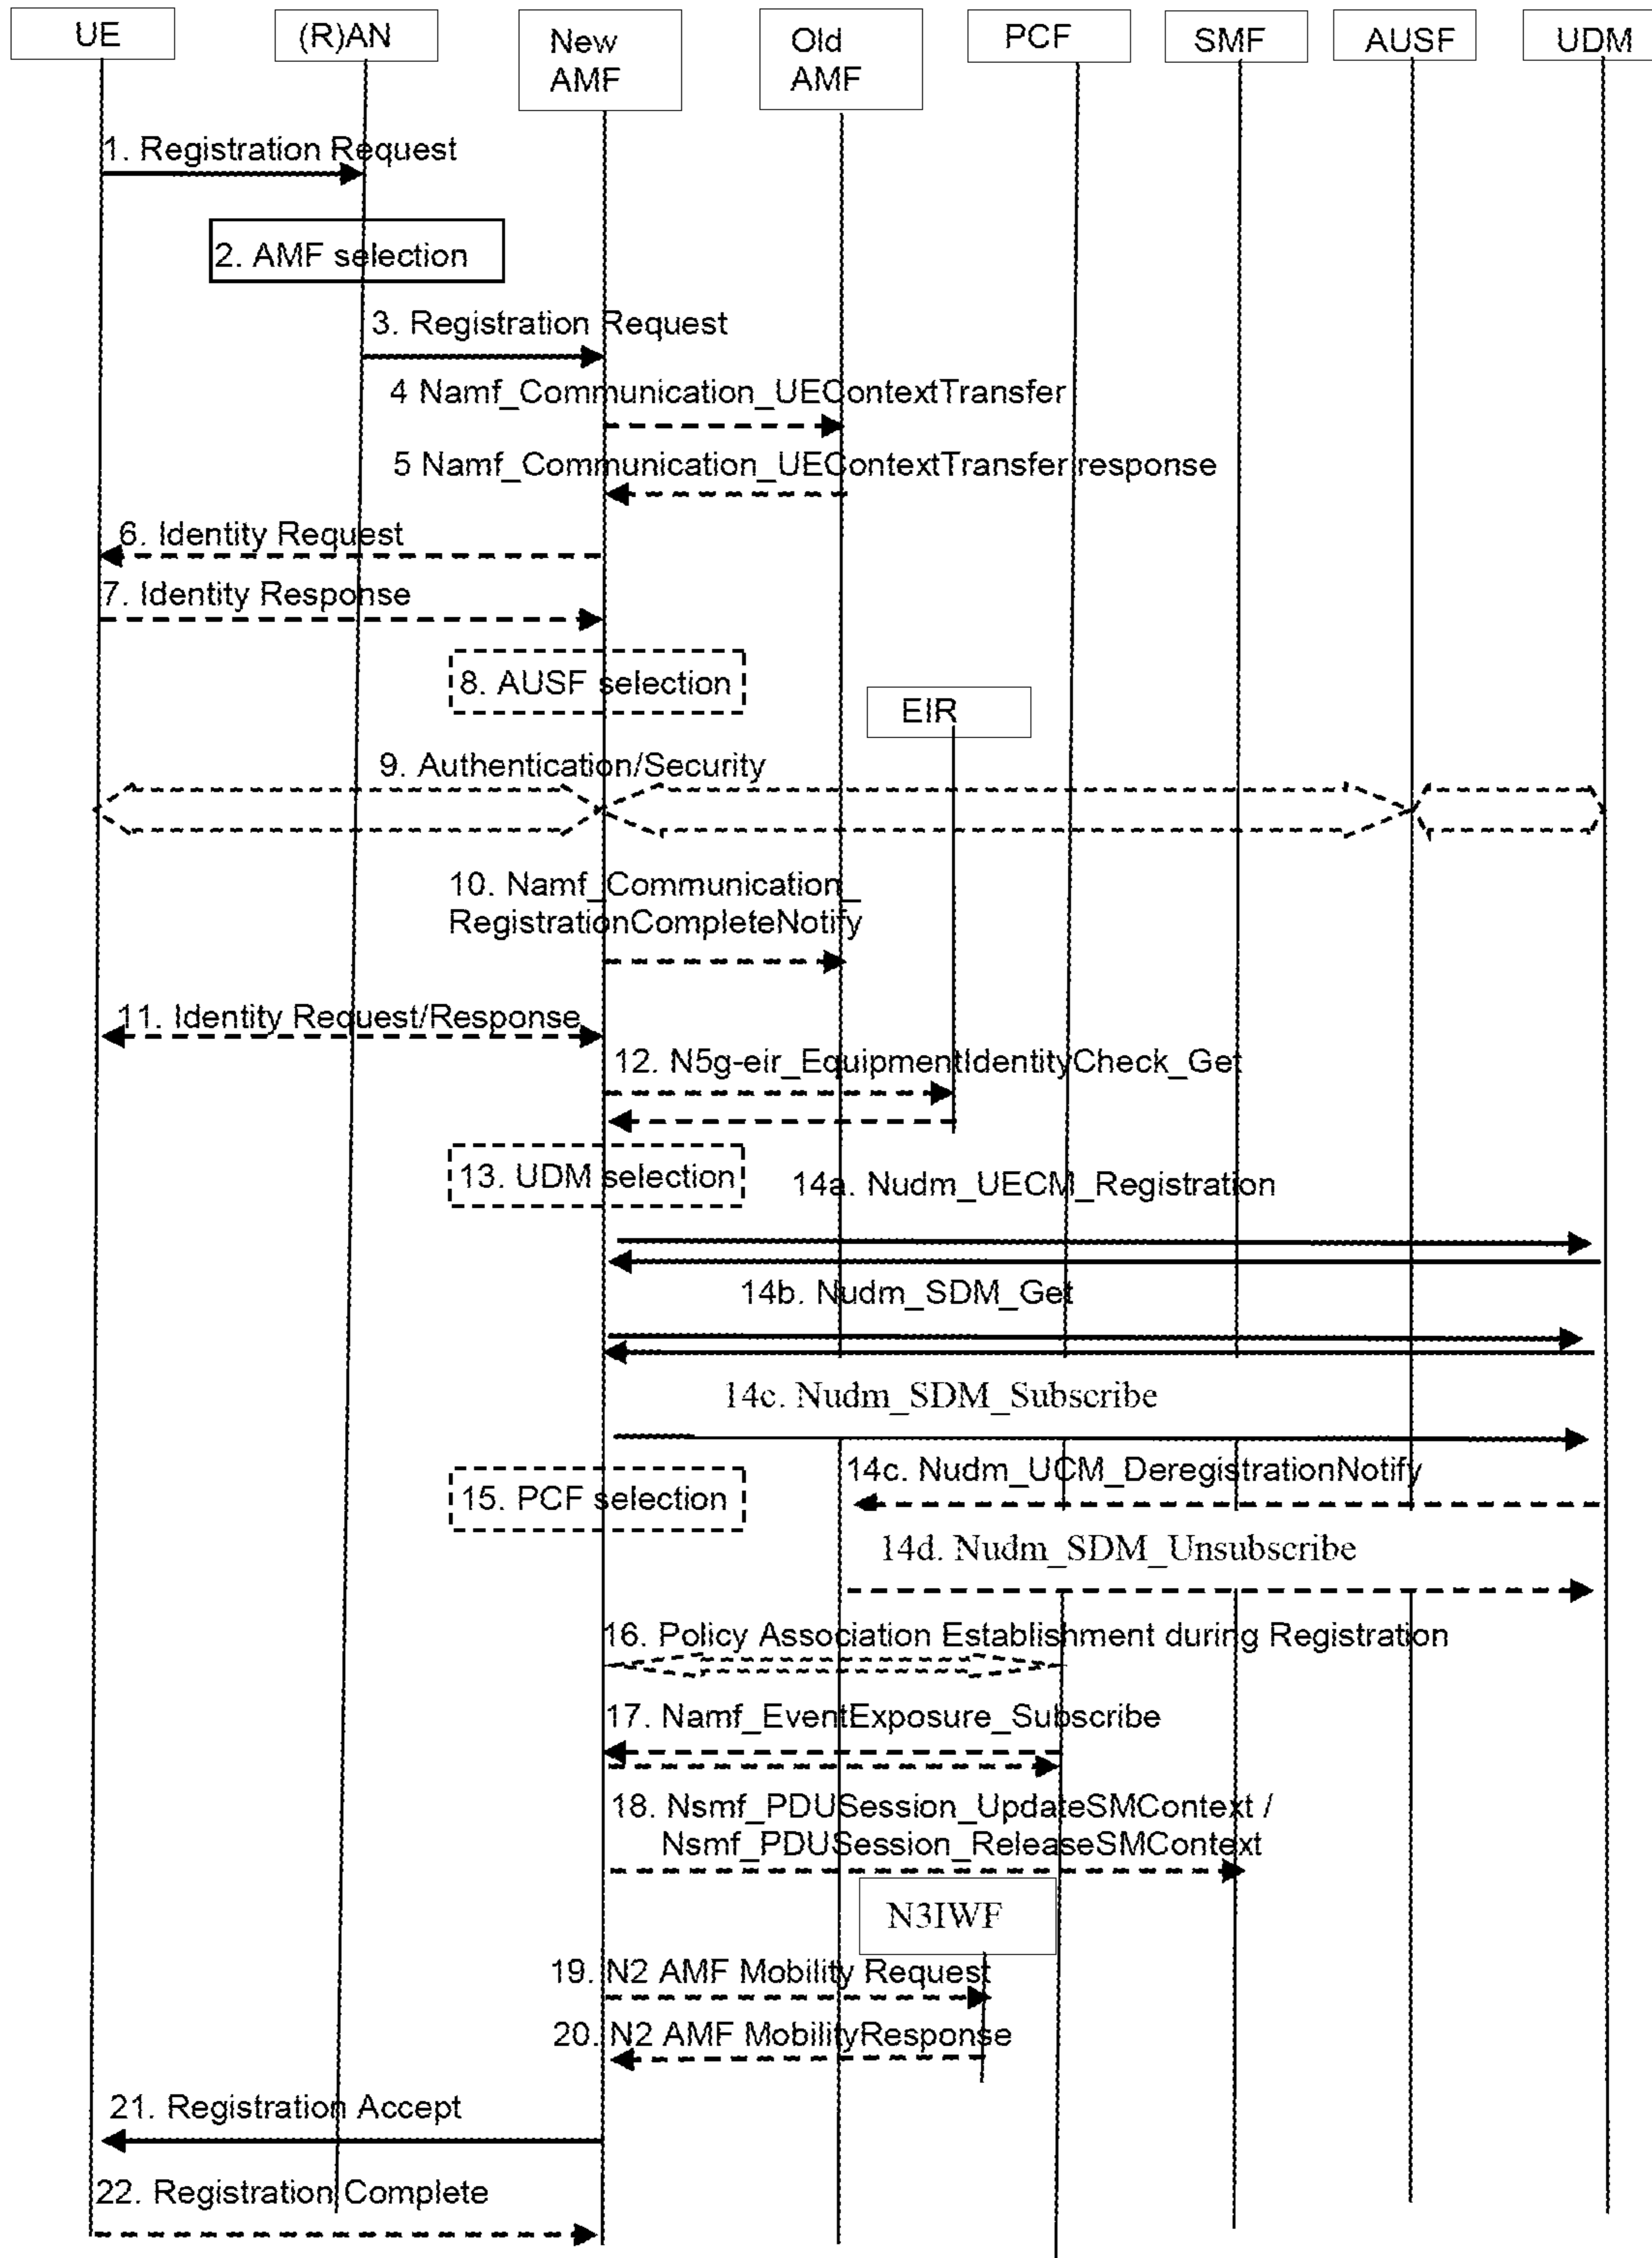 UE
(R)AN
New
AMF
Old
AMF
PCF
SMF
AUSF
UDM
1. Registration Request
2. AMF selection
3. Registration Request
4 Namf_Communication_UEContextTransfer
5 Namf_Communication_UEContextTransfer response
6. Identity Request
7. Identity Response
8. AUSF selection
EIR
9. Authentication/Security
10. Namf_Communication_
RegistrationCompleteNotify
11. Identity Request/Response
12. N5g-eir_EquipmentIdentityCheck_Get
13. UDM selection
14a. Nudm_UECM_Registration
14b. Nudm_SDM_Get
14c. Nudm_SDM_Subscribe
14c. Nudm_UCM_DeregistrationNotify
15. PCF selection
14d. Nudm_SDM_Unsubscribe
16. Policy Association Establishment during Registration
17. Namf_EventExposure_Subscribe
18. Nsmf_PDUSession_UpdateSMContext /
Nsmf_PDUSession_ReleaseSMContext
N3IWF
19. N2 AMF Mobility Request
20. N2 AMF MobilityResponse
21. Registration Accept
22. Registration Complete